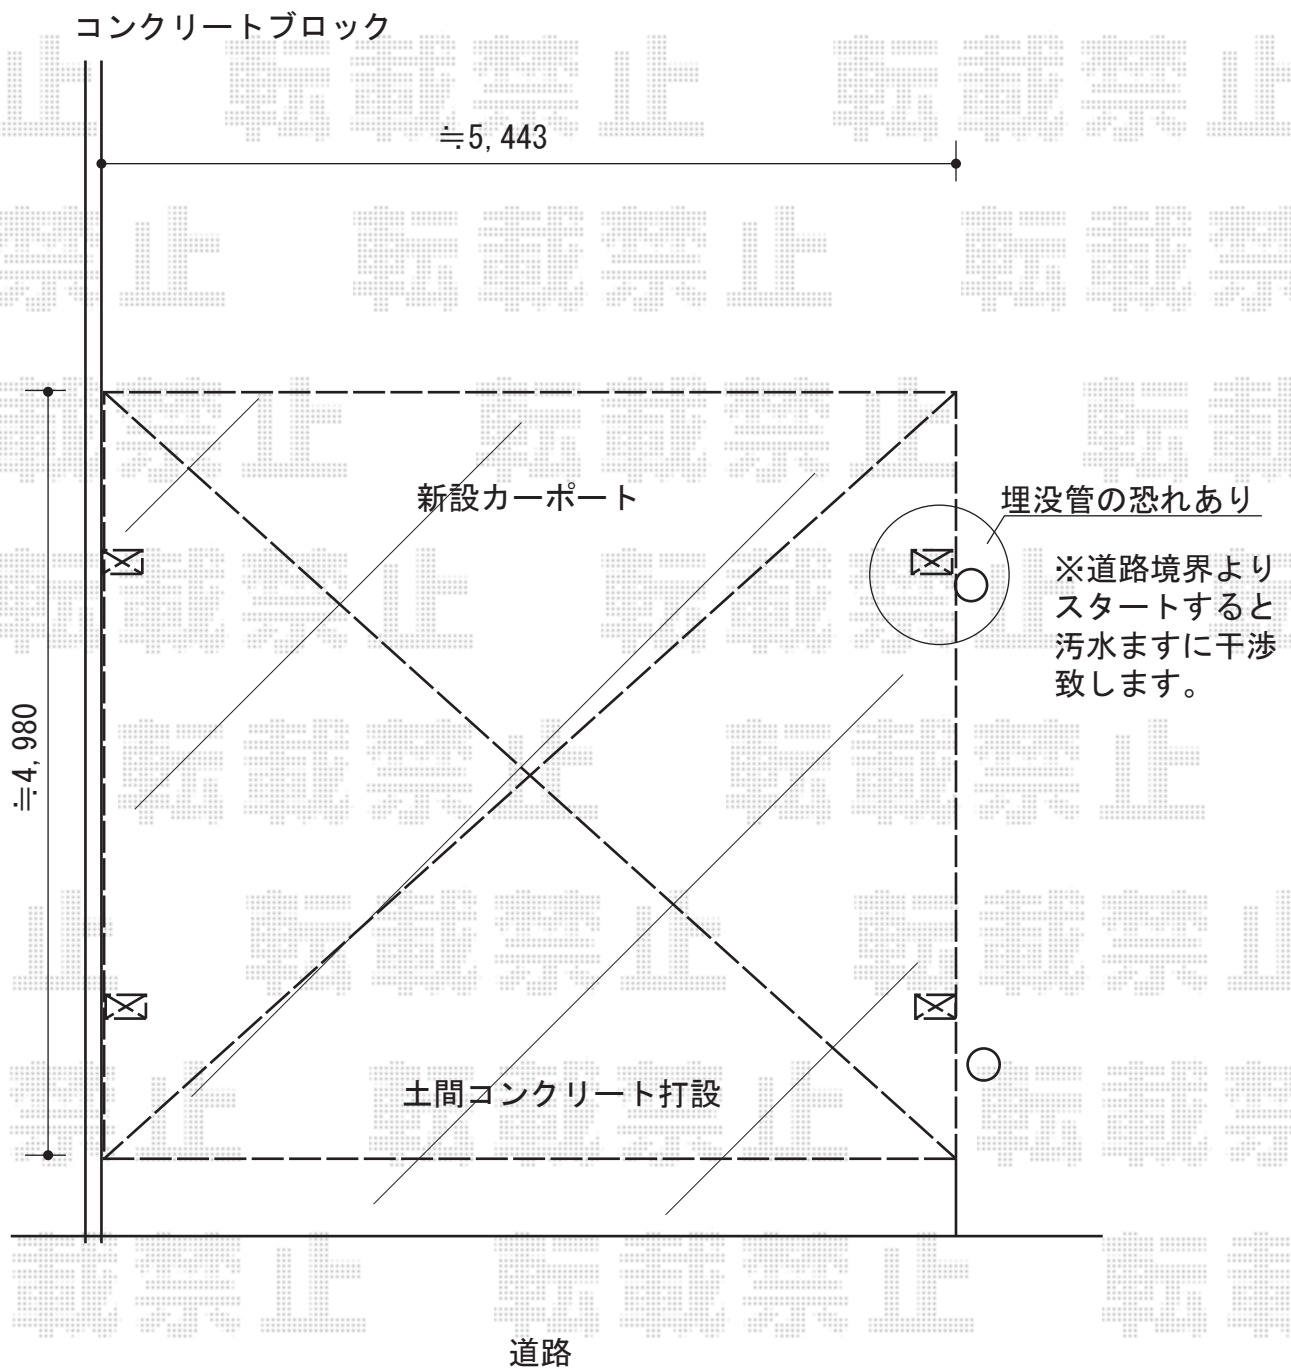 コンクリートブロック
≒5,443
新設カーポート
埋没管の恐れあり
※道路境界より
スタートすると
汚水ますに干渉
致します。
≒4,980
土間コンクリート打設
道路
転載禁止